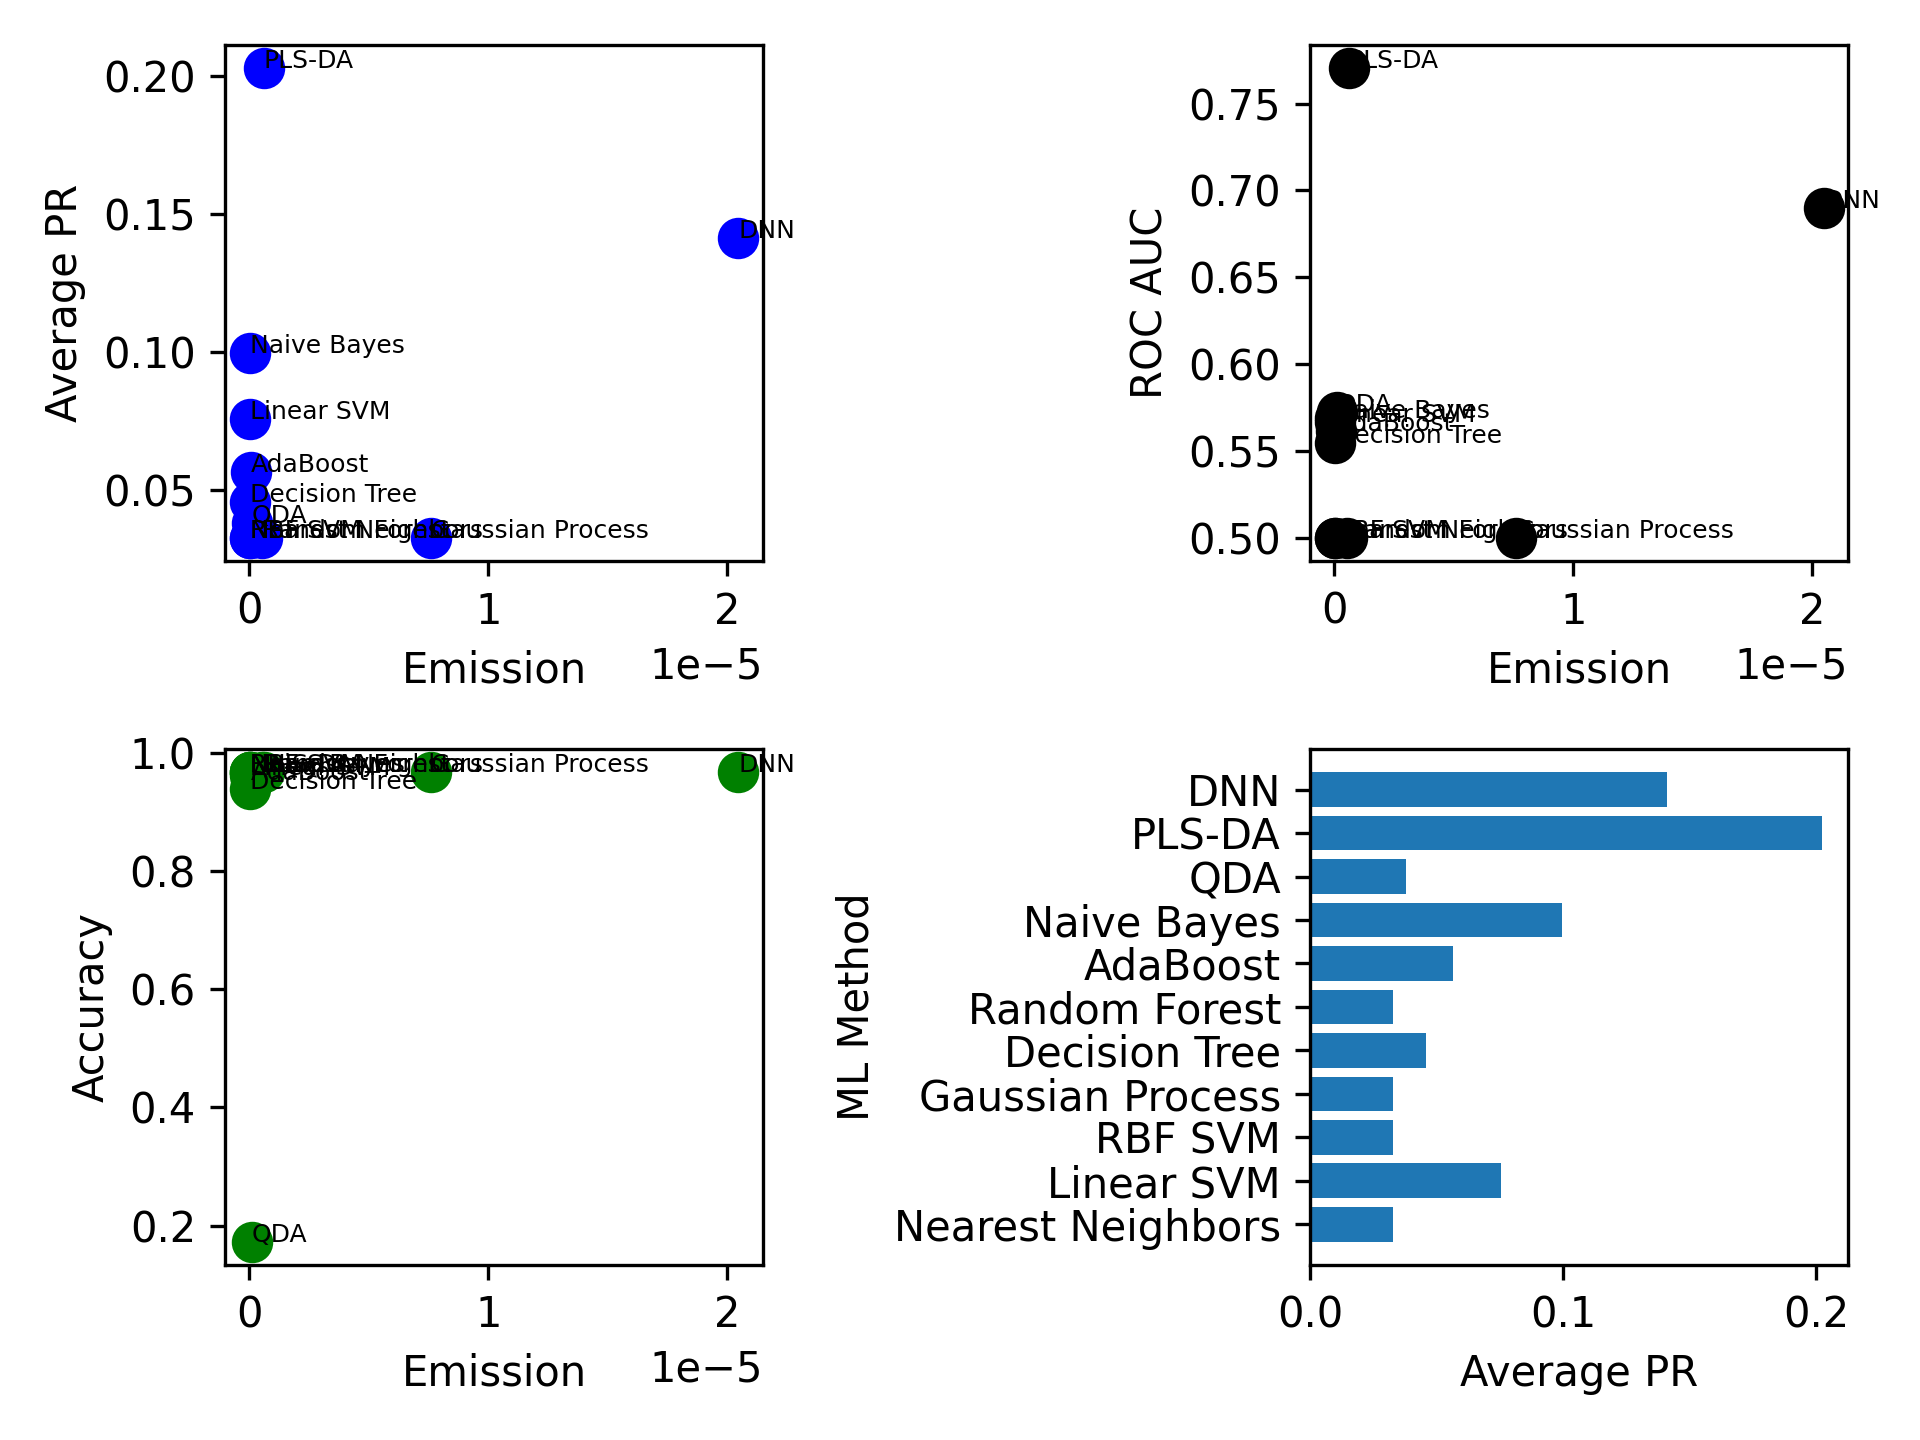 0.20
0.15
0.10
0.05
Average PR
PLS-DA
DNN
Naive Bayes
Linear SVM
AdaBoost
Decision Tree
QDA
Gaussian Process
0
1
2
Emission
1e−5
0.75
0.70
0.65
0.60
0.55
0.50
ROC AUC
PLS-DA
DNN
QDA
Decision Tree
Gaussian Process
0
1
2
Emission
1e−5
1.0
0.8
0.6
0.4
0.2
Accuracy
Gaussian Process
DNN
Decision Tree
QDA
0
1
2
Emission
1e−5
ML Method
DNN
PLS-DA
QDA
Naive Bayes
AdaBoost
Random Forest
Decision Tree
Gaussian Process
RBF SVM
Linear SVM
Nearest Neighbors
0.0
0.1
0.2
Average PR